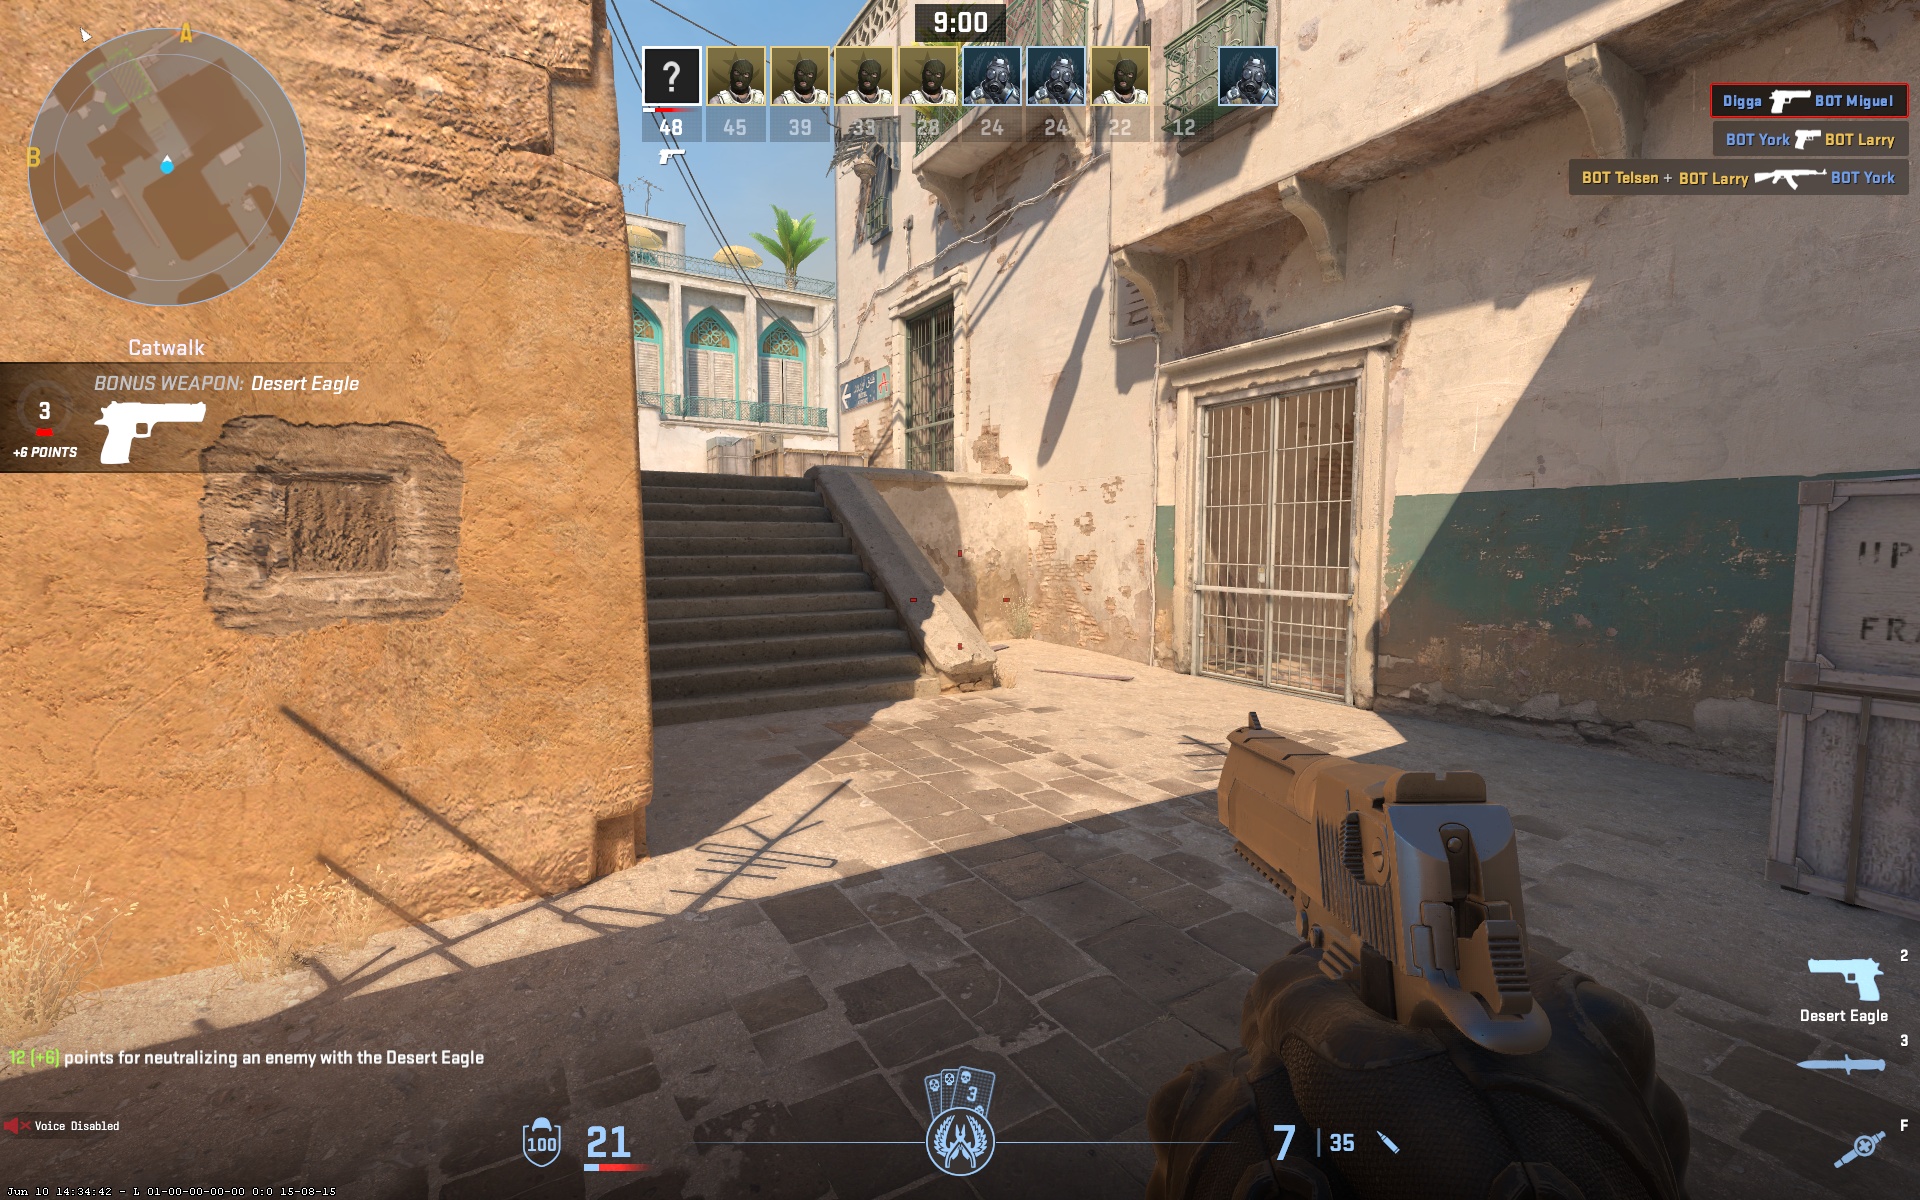 9:00
A
B
?
48 45 39 33 28 24 24 22 12
Digga BOT Miguel
BOT York BOT Larry
BOT Telsen + BOT Larry BOT York
Catwalk
BONUS WEAPON: Desert Eagle
3
+6 POINTS
UP
FRA
2
Desert Eagle
3
12 (+6) points for neutralizing an enemy with the Desert Eagle
Voice Disabled
100 21
3
7 | 35
F
Jun 10 14:34:42 - L 01-00-00-00-00 0:0 15-08-15